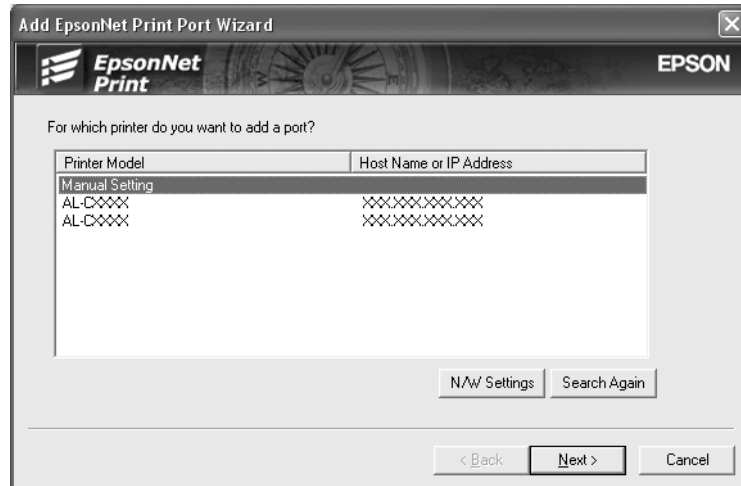 Add EpsonNet Print Port Wizard
EpsonNet
Print
EPSON
For which printer do you want to add a port?
Printer Model Host Name or IP Address
Manual Setting
AL-CXXXX XXX.XXX.XXX.XXX
AL-CXXXX XXX.XXX.XXX.XXX
N/W Settings Search Again
< Back Next > Cancel